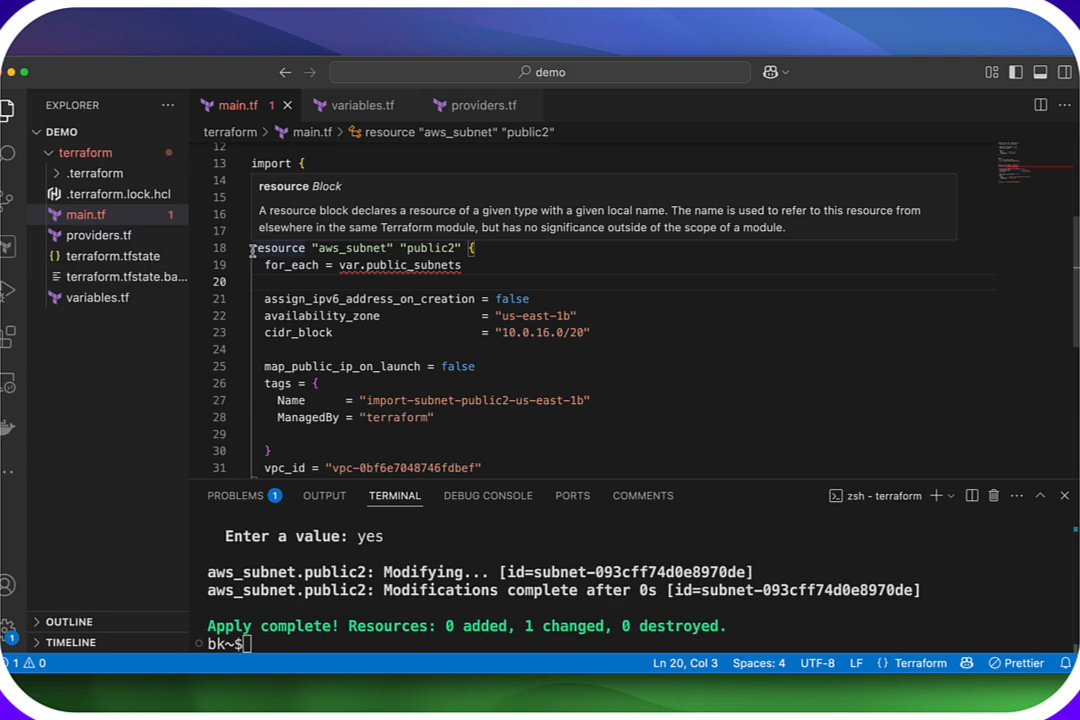 demo
EXPLORER
main.tf 1
variables.tf
providers.tf
DEMO
terraform > main.tf > resource "aws_subnet" "public2"
terraform
.terraform
.terraform.lock.hcl
main.tf 1
providers.tf
terraform.tfstate
terraform.tfstate.ba...
variables.tf
12
13 import {
14
15
16
17
resource Block
A resource block declares a resource of a given type with a given local name. The name is used to refer to this resource from
elsewhere in the same Terraform module, but has no significance outside of the scope of a module.
18 resource "aws_subnet" "public2" {
19 for_each = var.public_subnets
20
21 assign_ipv6_address_on_creation = false
22 availability_zone = "us-east-1b"
23 cidr_block = "10.0.16.0/20"
24
25 map_public_ip_on_launch = false
26 tags = {
27 Name = "import-subnet-public2-us-east-1b"
28 ManagedBy = "terraform"
29
30 }
31 vpc_id = "vpc-0bf6e7048746fdbef"
PROBLEMS 1 OUTPUT TERMINAL DEBUG CONSOLE PORTS COMMENTS
zsh - terraform
Enter a value: yes
aws_subnet.public2: Modifying... [id=subnet-093cff74d0e8970de]
aws_subnet.public2: Modifications complete after 0s [id=subnet-093cff74d0e8970de]
Apply complete! Resources: 0 added, 1 changed, 0 destroyed.
bk~$
OUTLINE
TIMELINE
1
1 0
Ln 20, Col 3 Spaces: 4 UTF-8 LF {} Terraform Prettier